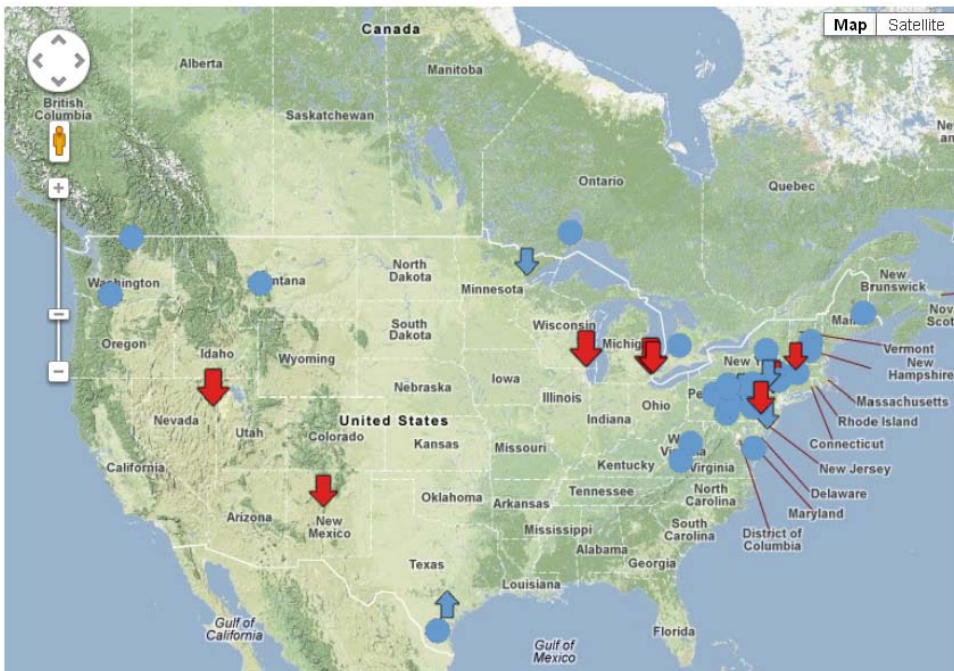 Canada
Map
Satellite
Alberta
Manitoba
British
Columbia
Saskatchewan
Ontario
Quebec
Washington
North
Dakota
Minnesota
New
Brunswick
Oregon
Idaho
Wyoming
South
Dakota
Wisconsin
New
Vermont
New
Hampshire
Nebraska
Iowa
Illinois
Indiana
Ohio
Massachusetts
Rhode Island
Connecticut
Nevada
Utah
Colorado
United States
Kansas
Missouri
Kentucky
Virginia
New Jersey
Delaware
Maryland
California
Arizona
New
Mexico
Oklahoma
Arkansas
Tennessee
North
Carolina
South
Carolina
District of
Columbia
Mississippi
Alabama
Georgia
Texas
Louisiana
Florida
Gulf of
California
Gulf of
Mexico